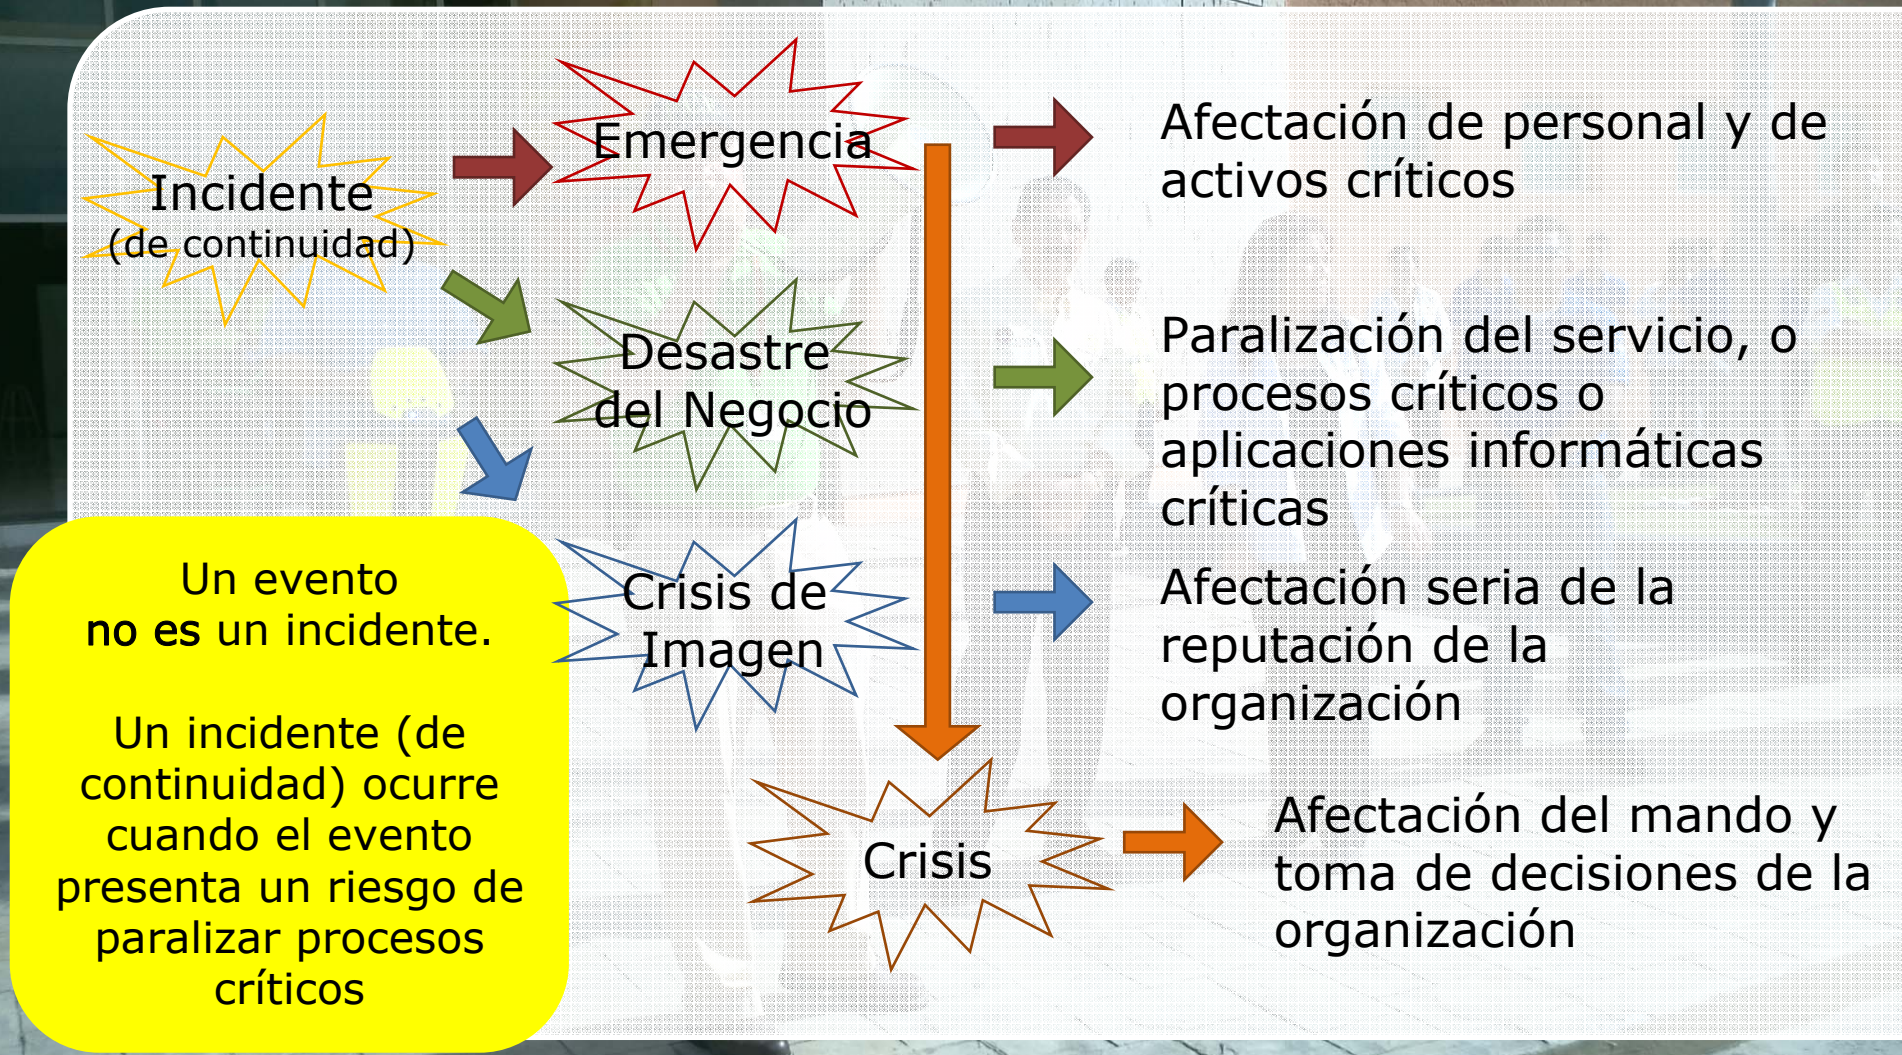 Incidente
(de continuidad)
Emergencia
Afectación de personal y de
activos críticos
Desastre
del Negocio
Paralización del servicio, o
procesos críticos o
aplicaciones informáticas
críticas
Crisis de
Imagen
Afectación seria de la
reputación de la
organización
Crisis
Afectación del mando y
toma de decisiones de la
organización
Un evento
no es un incidente.
Un incidente (de
continuidad) ocurre
cuando el evento
presenta un riesgo de
paralizar procesos
críticos